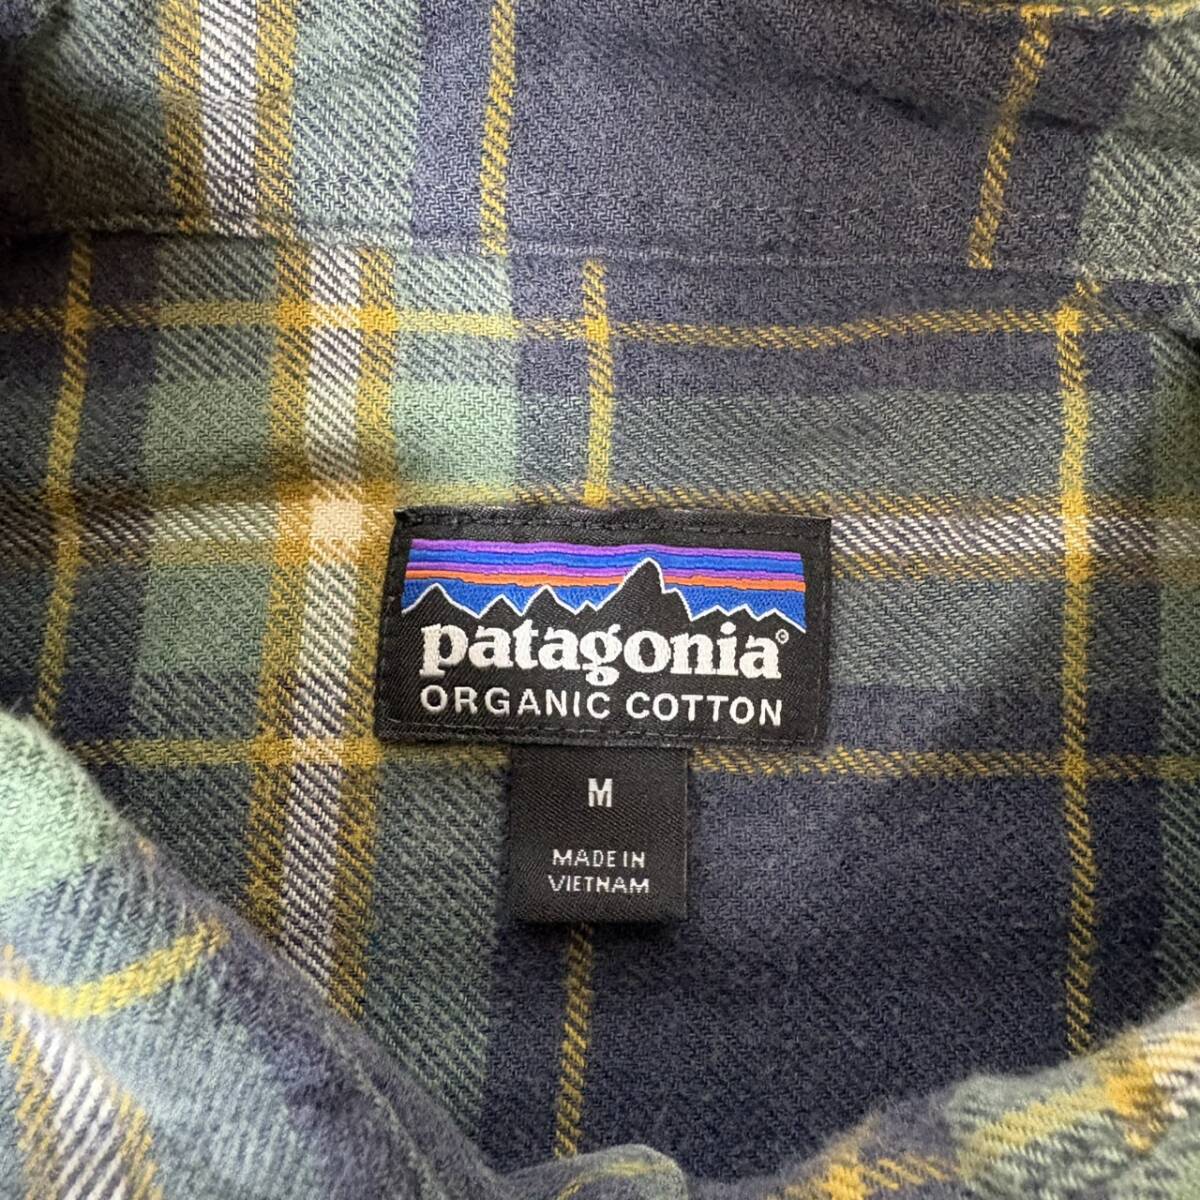 patagonia®
ORGANIC COTTON
M
MADE IN
VIETNAM